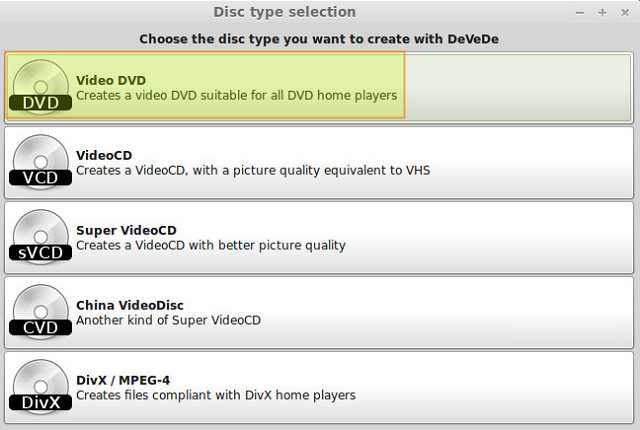 Disc type selection
Choose the disc type you want to create with DeVeDe
DVD
Video DVD
Creates a video DVD suitable for all DVD home players
VCD
VideoCD
Creates a VideoCD, with a picture quality equivalent to VHS
sVCD
Super VideoCD
Creates a VideoCD with better picture quality
CVD
China VideoDisc
Another kind of Super VideoCD
DivX
DivX / MPEG-4
Creates files compliant with DivX home players